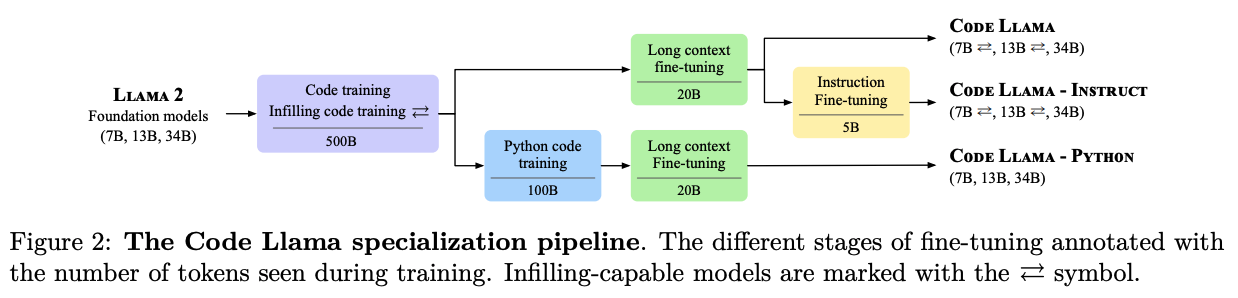 LLAMA 2
Foundation models
(7B, 13B, 34B)
Code training
Infilling code training ⇄
500B
Long context
fine-tuning
20B
Instruction
Fine-tuning
5B
Python code
training
100B
Long context
Fine-tuning
20B
CODE LLAMA
(7B ⇄, 13B ⇄, 34B)
CODE LLAMA - INSTRUCT
(7B ⇄, 13B ⇄, 34B)
CODE LLAMA - PYTHON
(7B, 13B, 34B)
Figure 2: The Code Llama specialization pipeline. The different stages of fine-tuning annotated with
the number of tokens seen during training. Infilling-capable models are marked with the ⇄ symbol.